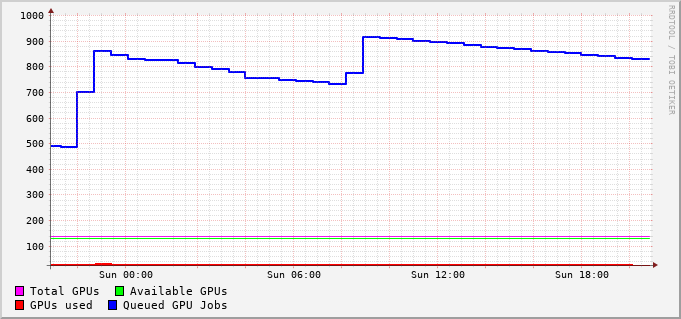 1000
900
800
700
600
500
400
300
200
100
Sun 00:00 Sun 06:00 Sun 12:00 Sun 18:00
Total GPUs Available GPUs
GPUs used Queued GPU Jobs
RRDTOOL / TOBI OETIKER